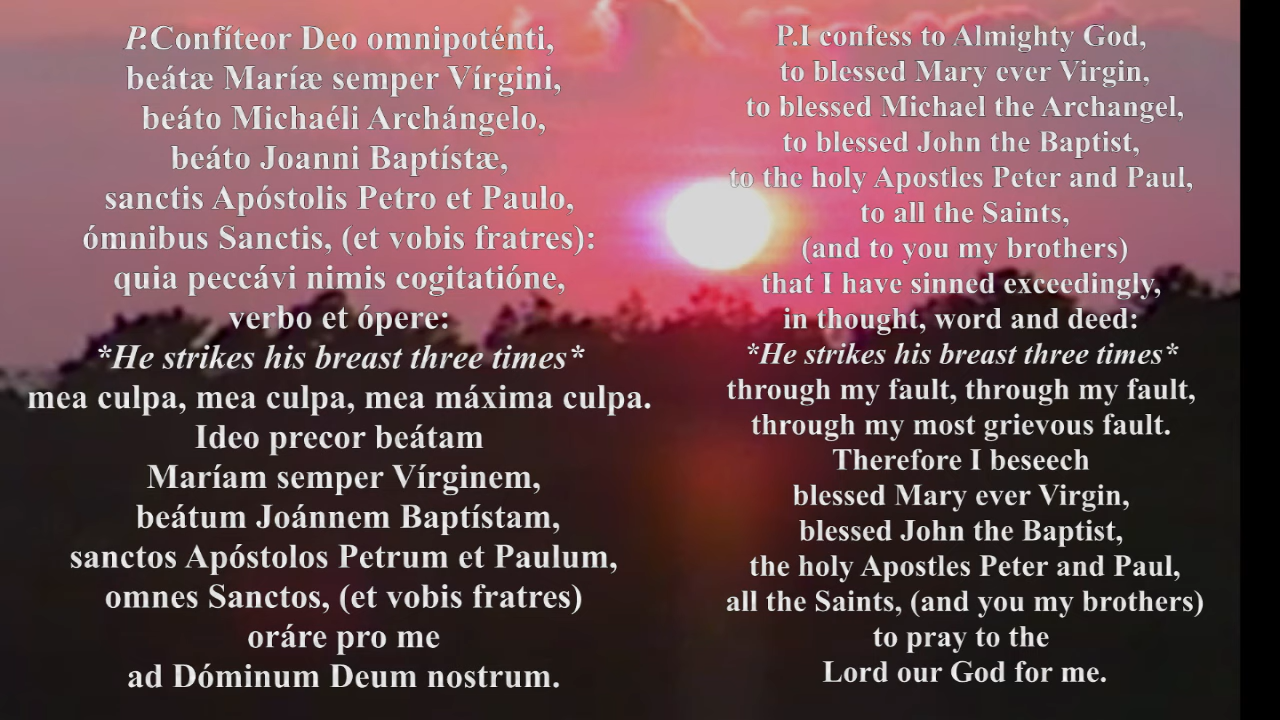 P.Confíteor Deo omnipoténti,
beátæ Maríæ semper Vírgini,
beáto Michaéli Archángelo,
beáto Joanni Baptístæ,
sanctis Apóstolis Petro et Paulo,
ómnibus Sanctis, (et vobis fratres):
quia peccávi nimis cogitatióne,
verbo et ópere:
*He strikes his breast three times*
mea culpa, mea culpa, mea máxima culpa.
Ideo precor beátam
Maríam semper Vírginem,
beátum Joánnem Baptístam,
sanctos Apóstolos Petrum et Paulum,
omnes Sanctos, (et vobis fratres)
oráre pro me
ad Dóminum Deum nostrum.
P.I confess to Almighty God,
to blessed Mary ever Virgin,
to blessed Michael the Archangel,
to blessed John the Baptist,
to the holy Apostles Peter and Paul,
to all the Saints,
(and to you my brothers)
that I have sinned exceedingly,
in thought, word and deed:
*He strikes his breast three times*
through my fault, through my fault,
through my most grievous fault.
Therefore I beseech
blessed Mary ever Virgin,
blessed John the Baptist,
the holy Apostles Peter and Paul,
all the Saints, (and you my brothers)
to pray to the
Lord our God for me.